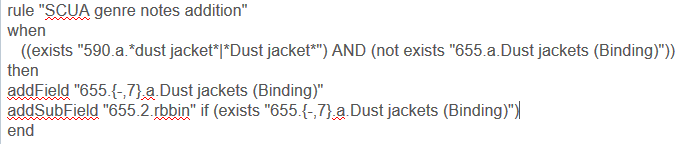 rule "SCUA genre notes addition"
when
((exists "590.a.*dust jacket*|*Dust jacket*") AND (not exists "655.a.Dust jackets (Binding)"))
then
addField "655.{-,7}.a.Dust jackets (Binding)"
addSubField "655.2.rbbin" if (exists "655.{-,7}.a.Dust jackets (Binding)")
end